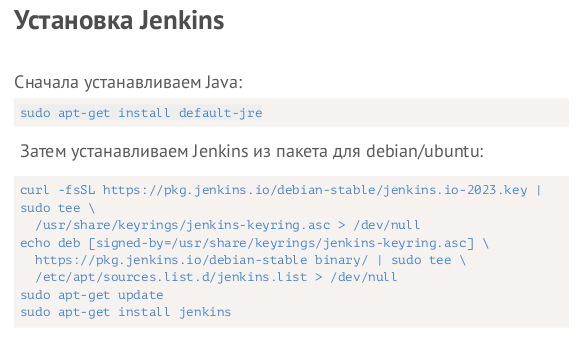 Установка Jenkins
Сначала устанавливаем Java:
sudo apt-get install default-jre
Затем устанавливаем Jenkins из пакета для debian/ubuntu:
curl -fsSL https://pkg.jenkins.io/debian-stable/jenkins.io-2023.key |
sudo tee \
  /usr/share/keyrings/jenkins-keyring.asc > /dev/null
echo deb [signed-by=/usr/share/keyrings/jenkins-keyring.asc] \
  https://pkg.jenkins.io/debian-stable binary/ | sudo tee \
  /etc/apt/sources.list.d/jenkins.list > /dev/null
sudo apt-get update
sudo apt-get install jenkins